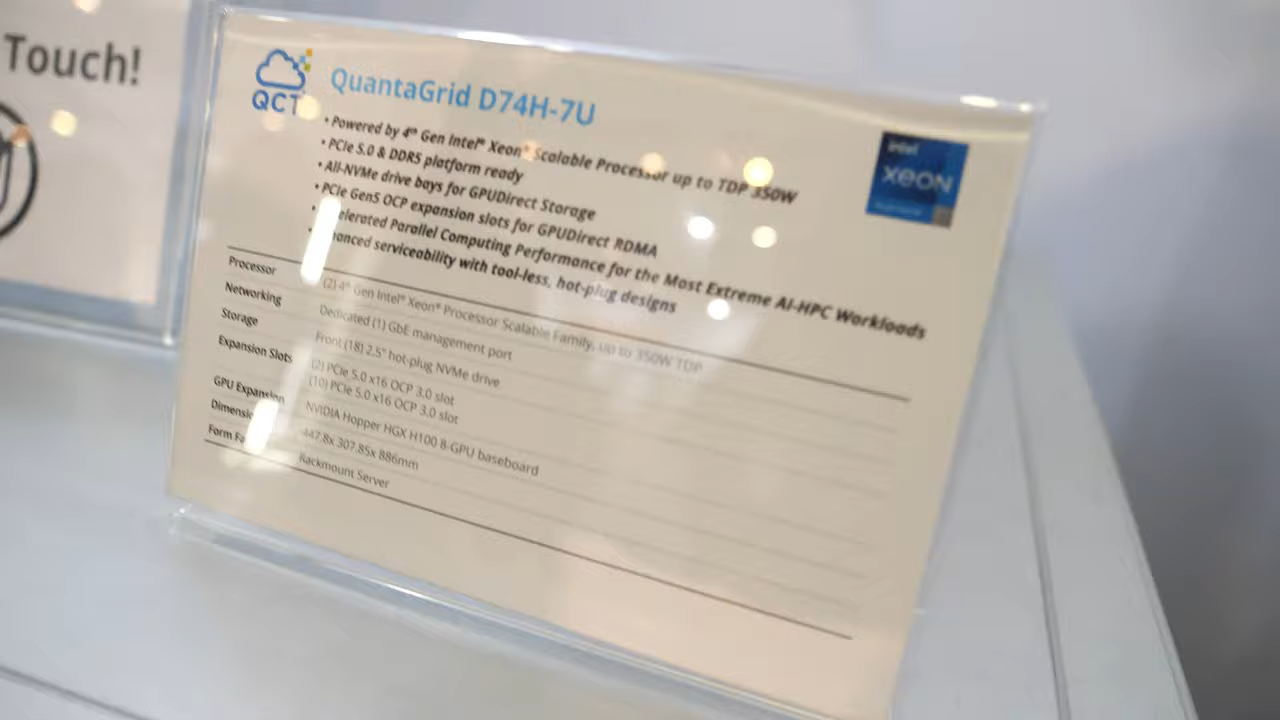 Touch!
QCT
QuantaGrid D74H-7U
• Powered by 4th Gen Intel® Xeon® Scalable Processor up to TDP 350W
• PCIe 5.0 & DDR5 platform ready
• All-NVMe drive bays for GPUDirect Storage
• PCIe Gen5 OCP expansion slots for GPUDirect RDMA
elerated Parallel Computing Performance for the Most Extreme AI-HPC Workloads
anced serviceability with tool-less, hot-plug designs
intel
xeon
Processor (2) 4th Gen Intel® Xeon® Processor Scalable Family, up to 350W TDP
Networking Dedicated (1) GbE management port
Storage Front (18) 2.5" hot-plug NVMe drive
Expansion Slots (2) PCIe 5.0 x16 OCP 3.0 slot
(10) PCIe 5.0 x16 OCP 3.0 slot
GPU Expansion NVIDIA Hopper HGX H100 8-GPU baseboard
Dimensio 447.8x 307.85x 886mm
Form Fa Rackmount Server